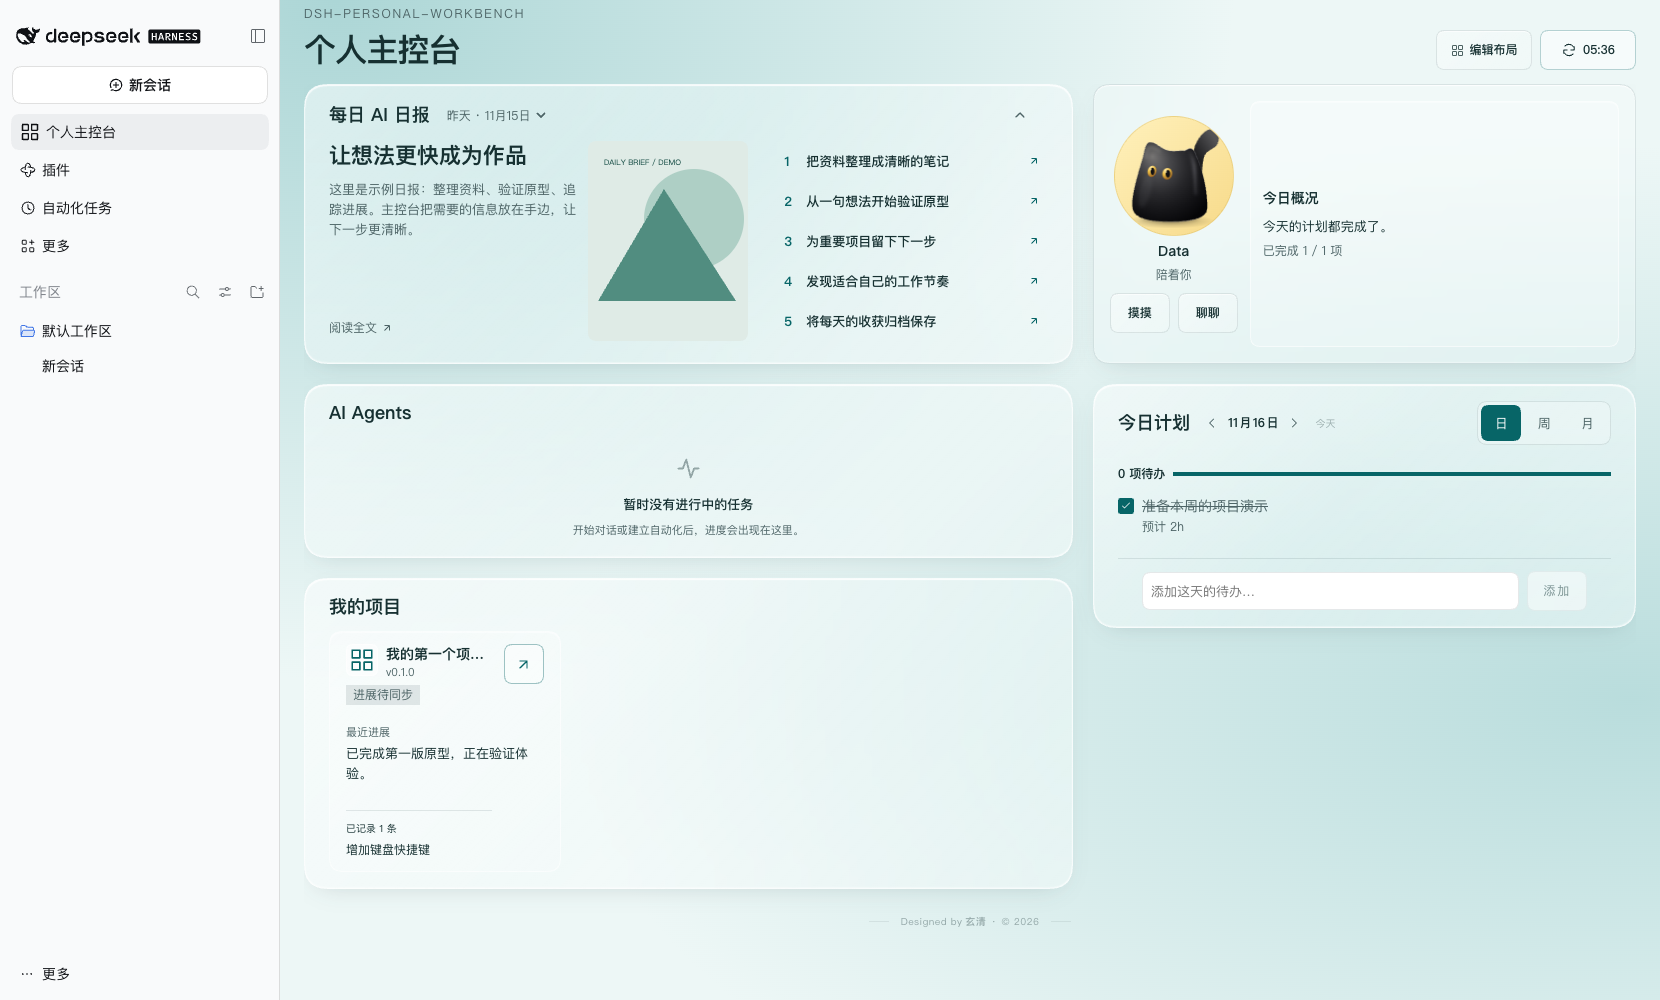 deepseek HARNESS
新会话
个人主控台
插件
自动化任务
更多
工作区
默认工作区
新会话
更多
DSH-PERSONAL-WORKBENCH
个人主控台
编辑布局
05:36
每日 AI 日报
昨天 · 11月15日
让想法更快成为作品
这里是示例日报：整理资料、验证原型、追
踪进展。主控台把需要的信息放在手边，让
下一步更清晰。
阅读全文
DAILY BRIEF / DEMO
1 把资料整理成清晰的笔记
2 从一句想法开始验证原型
3 为重要项目留下下一步
4 发现适合自己的工作节奏
5 将每天的收获归档保存
Data
陪着你
摸摸
聊聊
今日概况
今天的计划都完成了。
已完成 1 / 1 项
AI Agents
暂时没有进行中的任务
开始对话或建立自动化后，进度会出现在这里。
今日计划
11月16日
今天
日
周
月
0 项待办
准备本周的项目演示
预计 2h
添加这天的待办...
添加
我的项目
我的第一个项...
v0.1.0
进展待同步
最近进展
已完成第一版原型，正在验证体
验。
已记录 1 条
增加键盘快捷键
Designed by 玄清 · © 2026